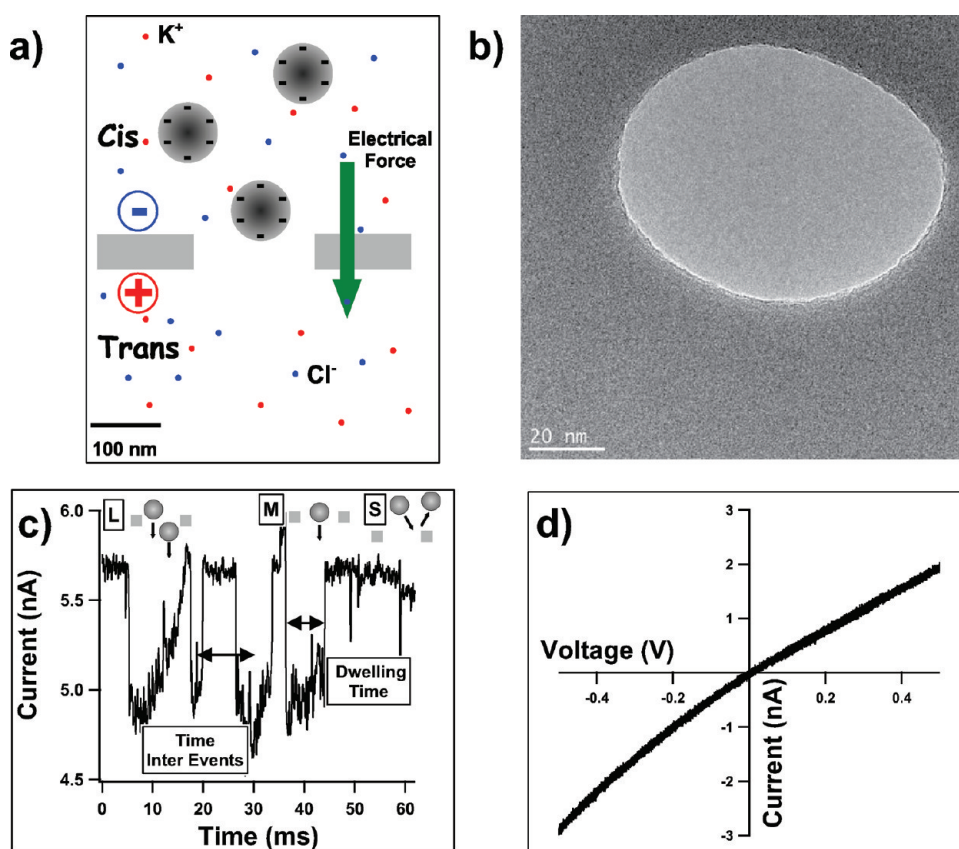 a)
K+
Cis
Electrical
Force
-
+
Trans
Cl-
100 nm
b)
20 nm
c)
L
M
S
6.0
5.5
5.0
4.5
Current (nA)
Time
Inter Events
Dwelling
Time
0
10
20
30
40
50
60
Time (ms)
d)
3
2
1
-1
-2
-3
Voltage (V)
-0.4
-0.2
0.2
0.4
Current (nA)